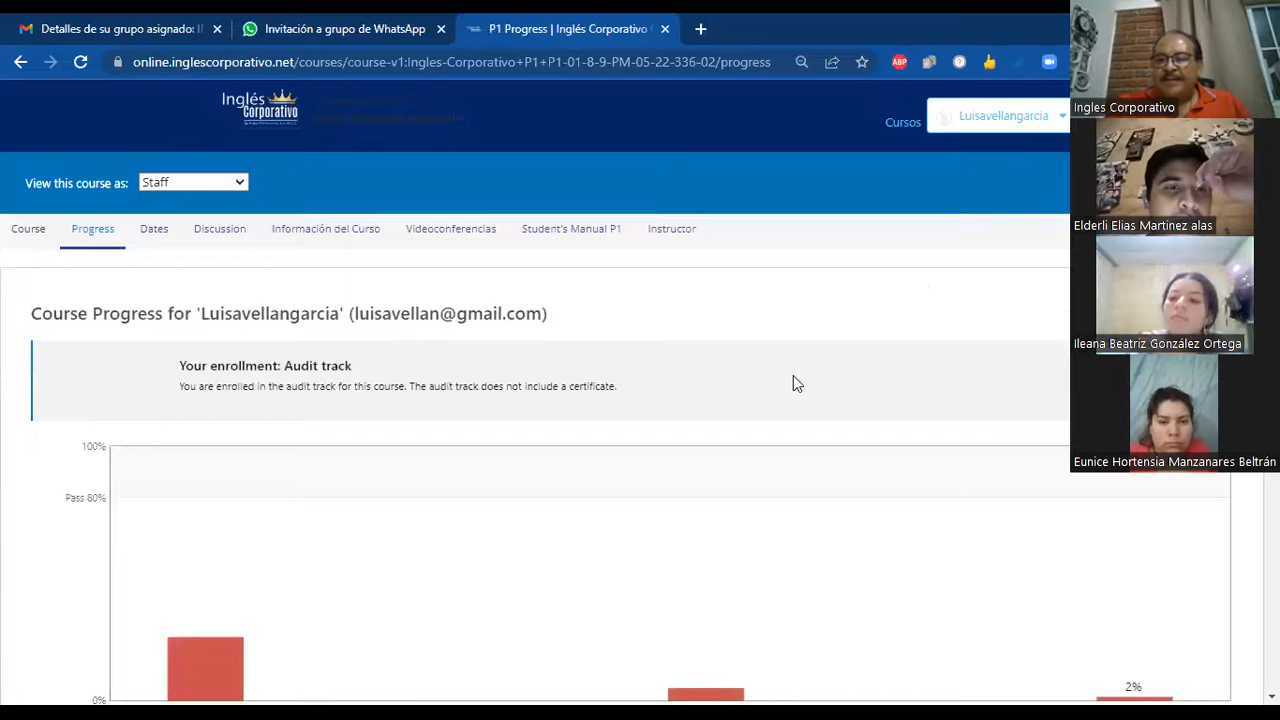 Detalles de su grupo asignado: I
Invitación a grupo de WhatsApp
P1 Progress | Inglés Corporativo
online.inglescorporativo.net/courses/course-v1:Ingles-Corporativo+P1+P1-01-8-9-PM-05-22-336-02/progress
ABP
Inglés
Corporativo
Cursos
Luisavellangarcia
View this course as:
Staff
Course
Progress
Dates
Discussion
Información del Curso
Videoconferencias
Student's Manual P1
Instructor
Course Progress for 'Luisavellangarcia' (luisavellan@gmail.com)
Your enrollment: Audit track
You are enrolled in the audit track for this course. The audit track does not include a certificate.
100%
Pass 80%
2%
0%
Ingles Corporativo
Elderli Elias Martinez alas
Ileana Beatriz González Ortega
Eunice Hortensia Manzanares Beltrán